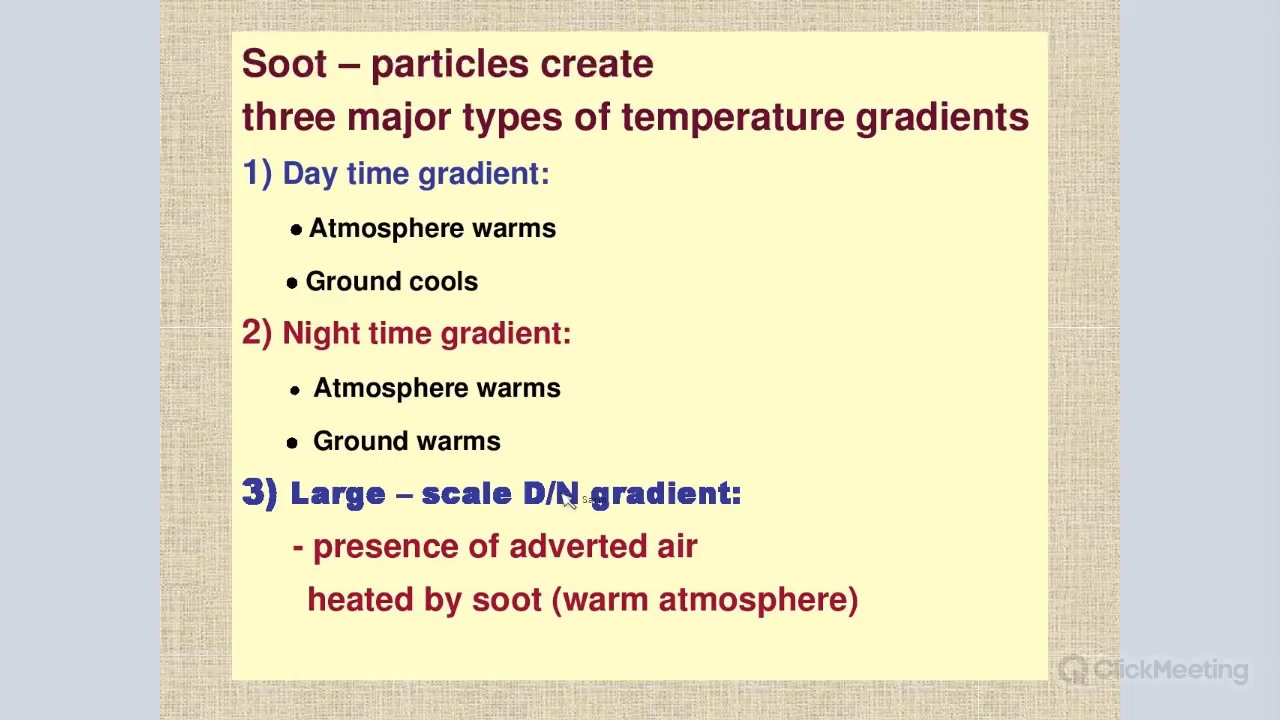 Soot – particles create
three major types of temperature gradients
1) Day time gradient:
● Atmosphere warms
● Ground cools
2) Night time gradient:
● Atmosphere warms
● Ground warms
3) Large – scale D/N gradient:
- presence of adverted air
heated by soot (warm atmosphere)
ClickMeeting